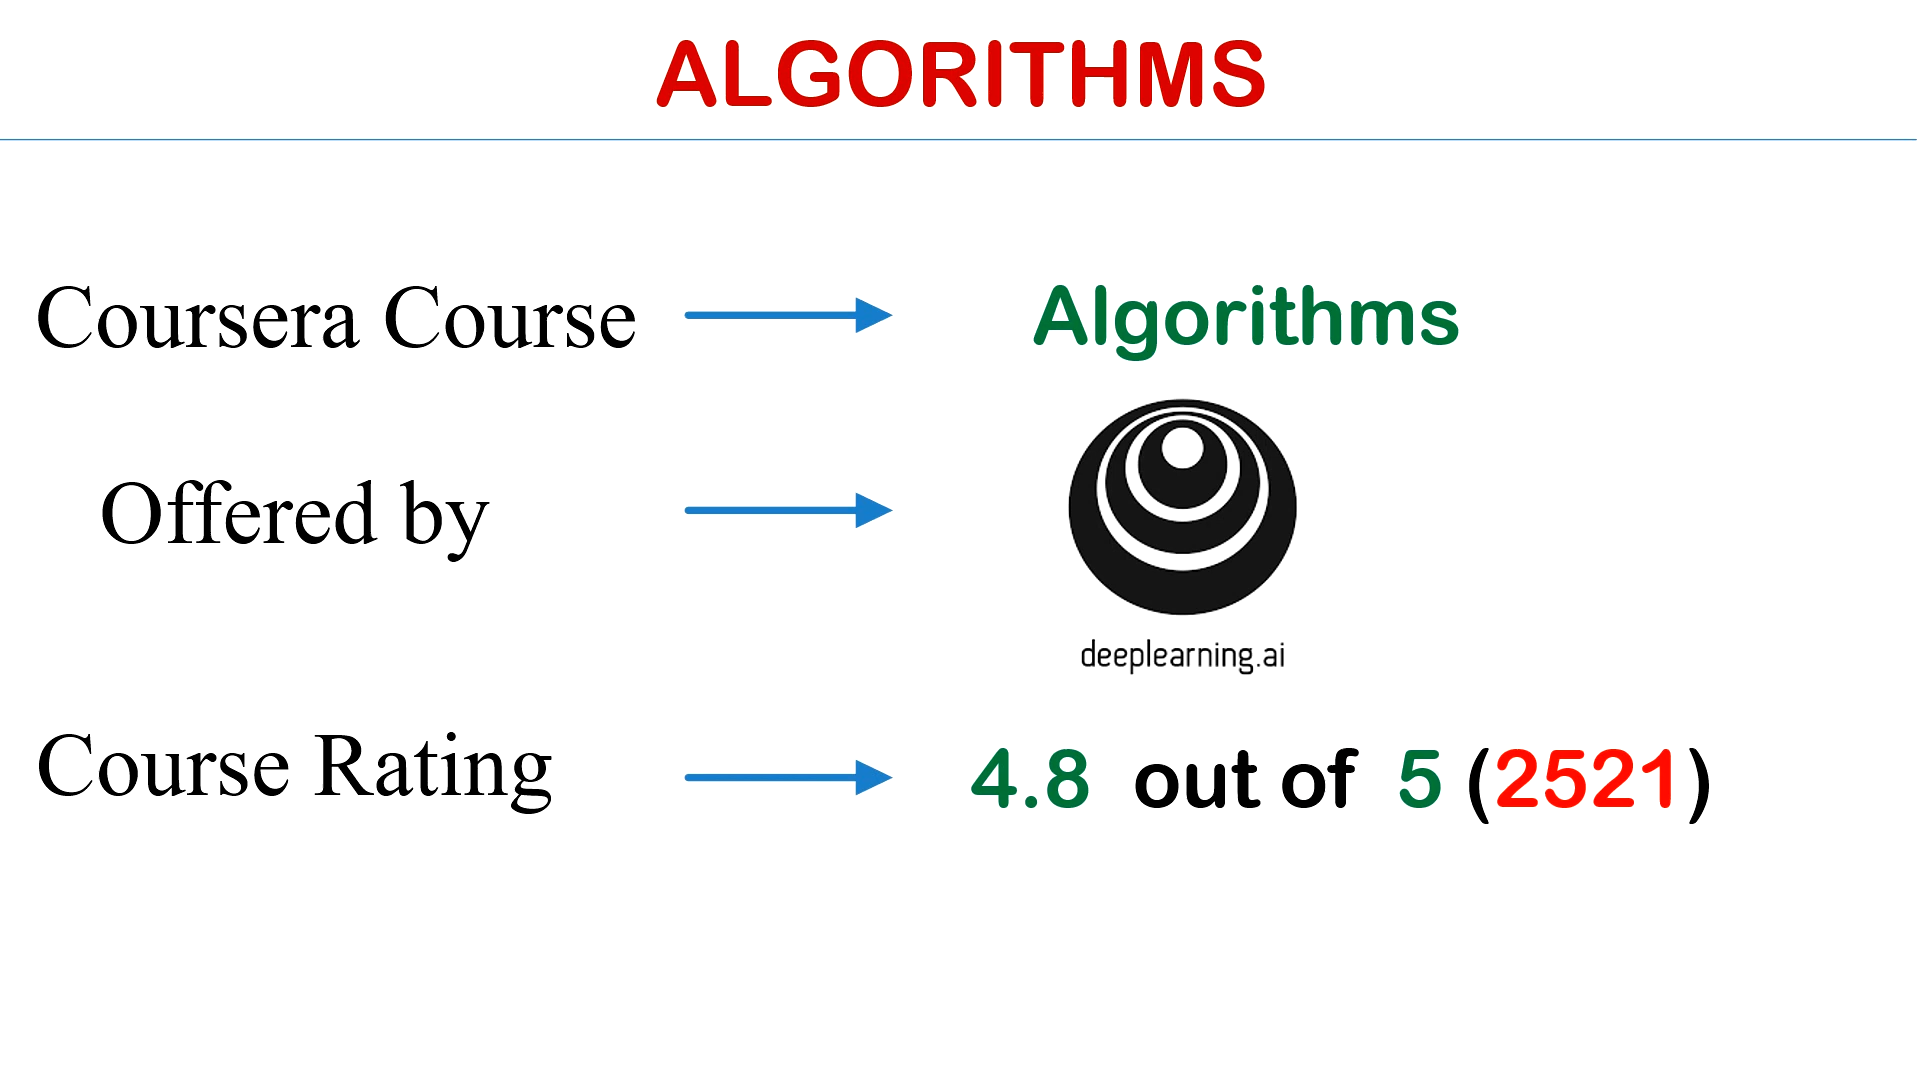 ALGORITHMS
Coursera Course Algorithms
Offered by
deeplearning.ai
Course Rating 4.8 out of 5 (2521)